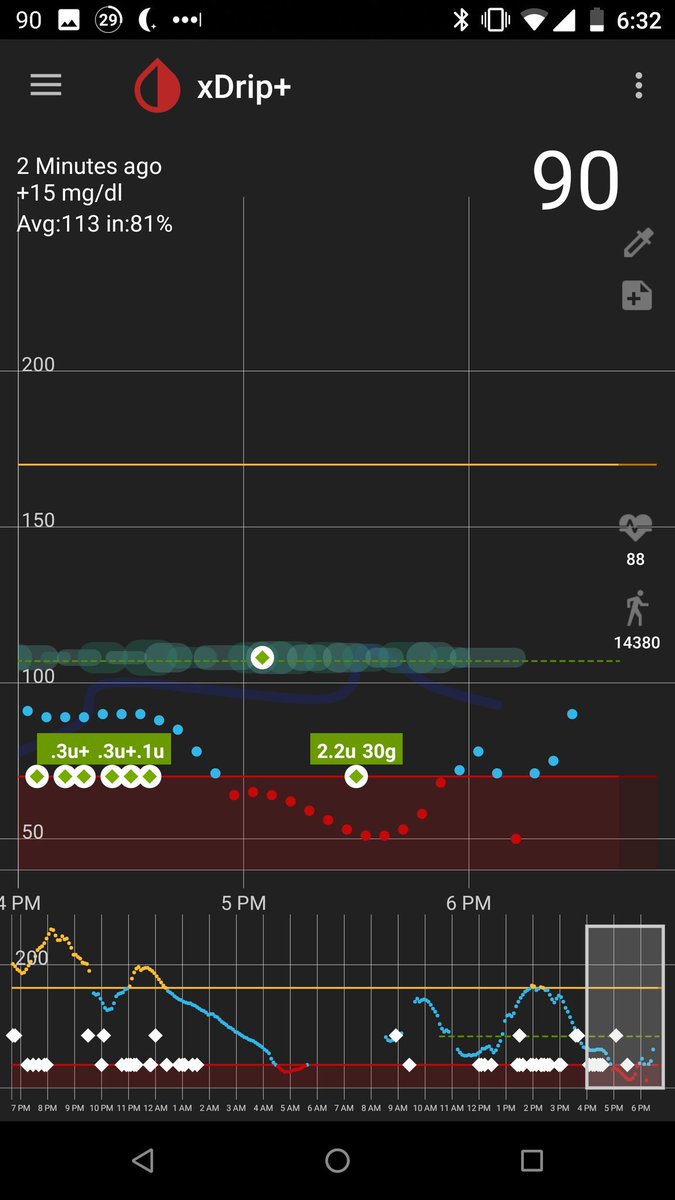 90 29 6:32
xDrip+
2 Minutes ago
+15 mg/dl
Avg:113 in:81%
90
200
150
88
14380
100
.3u+ .3u+.1u
2.2u 30g
50
4 PM 5 PM 6 PM
200
7 PM 8 PM 9 PM 10 PM 11 PM 12 AM 1 AM 2 AM 3 AM 4 AM 5 AM 6 AM 7 AM 8 AM 9 AM 10 AM 11 AM 12 PM 1 PM 2 PM 3 PM 4 PM 5 PM 6 PM